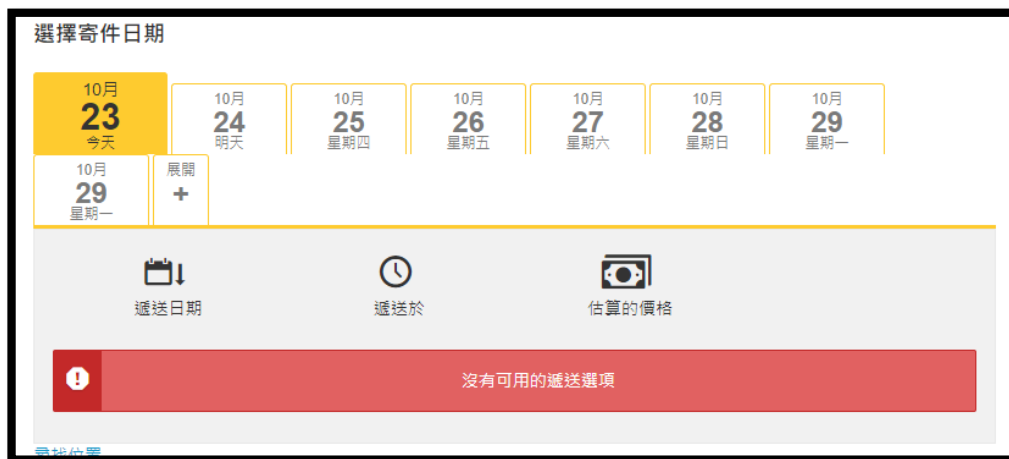 選擇寄件日期
10月 10月 10月 10月 10月 10月 10月
23 24 25 26 27 28 29
今天 明天 星期四 星期五 星期六 星期日 星期一
10月 展開
29 +
星期一
遞送日期 遞送於 估算的價格
沒有可用的遞送選項
尋找位置